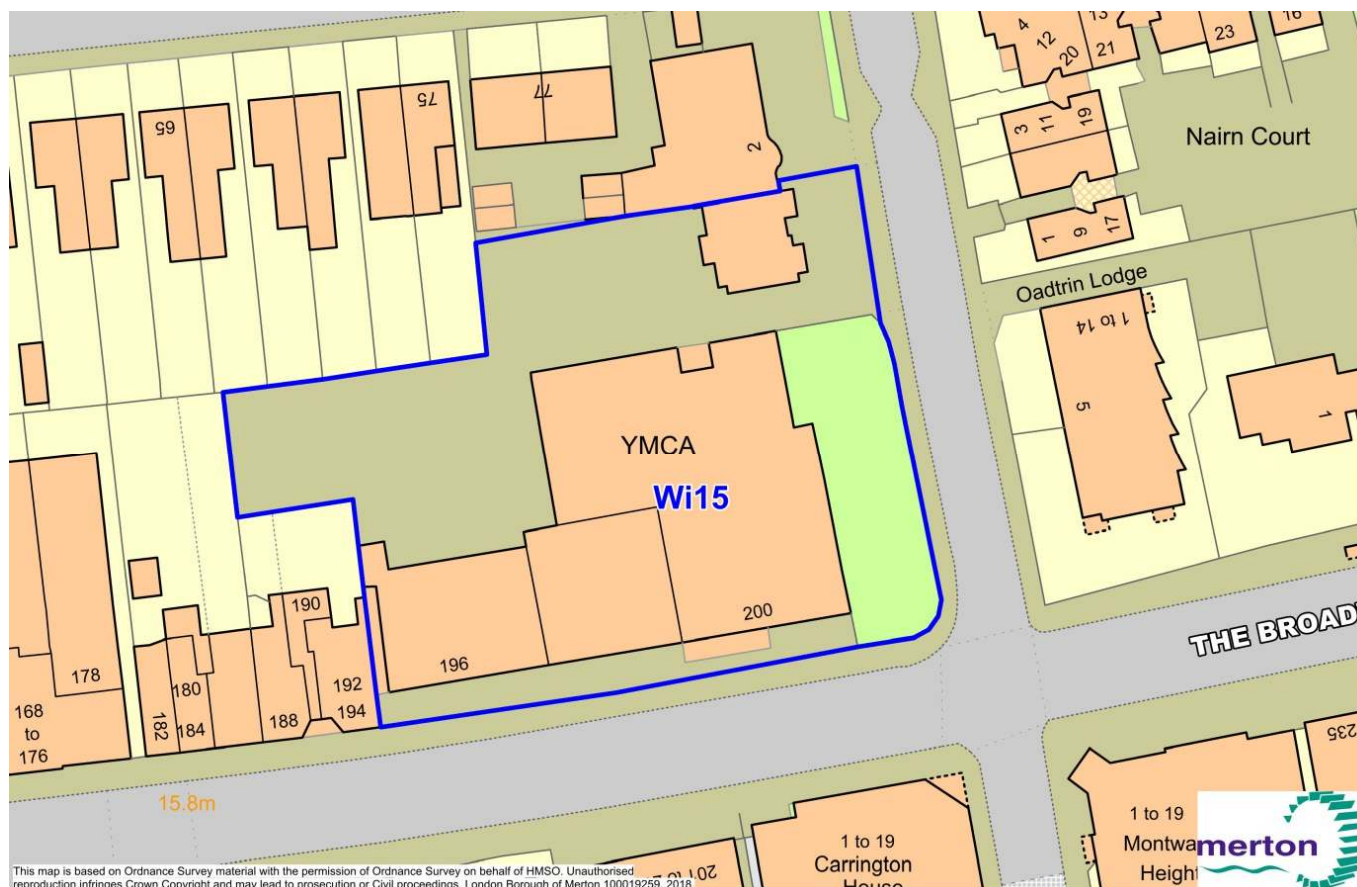 4
12
20
13
21
23
16
65
75
77
2
3
11
19
Nairn Court
1
9
17
Oadtrin Lodge
1 to 14
5
1
YMCA
Wi15
200
196
THE BROAD
190
192
194
188
180
184
182
178
168
to
176
15.8m
235
1 to 19
Carrington
House
1 to 19
Montwa
Heigh
merton
This map is based on Ordnance Survey material with the permission of Ordnance Survey on behalf of HMSO. Unauthorised
reproduction infringes Crown Copyright and may lead to prosecution or Civil proceedings. London Borough of Merton 100019259. 2018